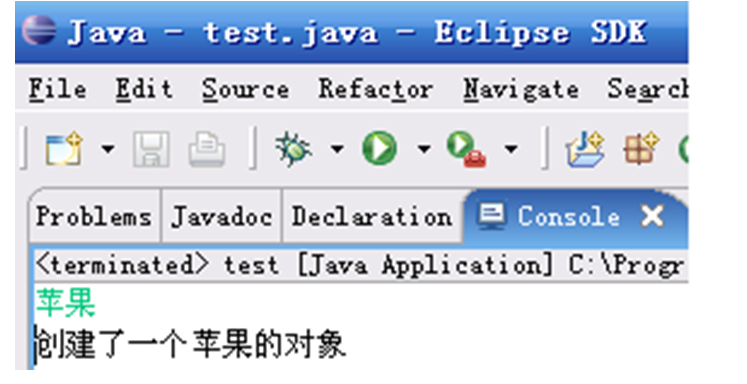 Java - test.java - Eclipse SDK
File Edit Source Refactor Navigate Search
Problems Javadoc Declaration Console
<terminated> test [Java Application] C:\Progr
苹果
创建了一个苹果的对象